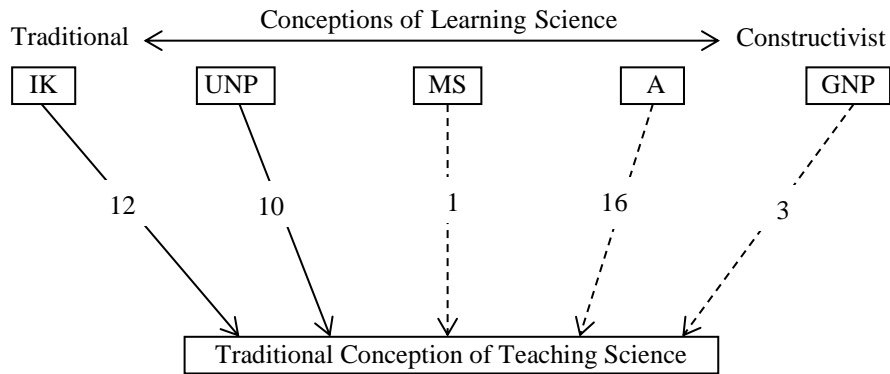 Conceptions of Learning Science
Traditional Constructivist
IK UNP MS A GNP
12 10 1 16 3
Traditional Conception of Teaching Science